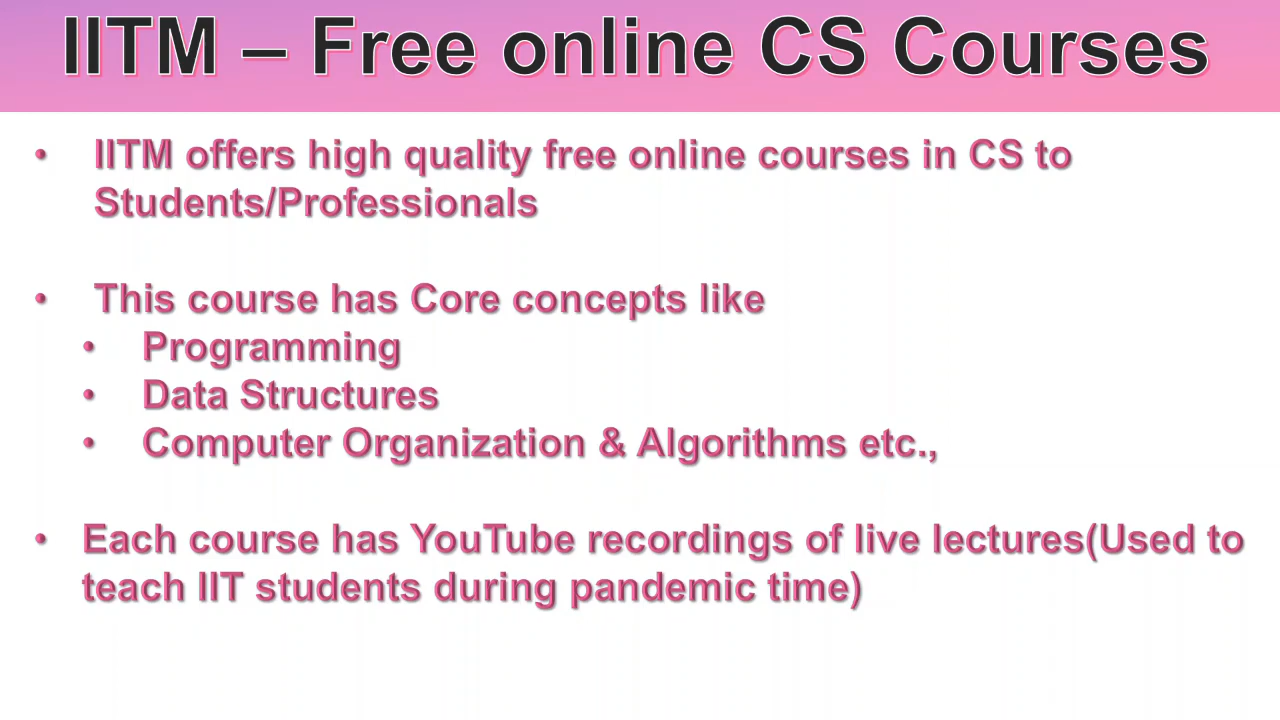 IITM – Free online CS Courses
• IITM offers high quality free online courses in CS to
Students/Professionals
• This course has Core concepts like
• Programming
• Data Structures
• Computer Organization & Algorithms etc.,
• Each course has YouTube recordings of live lectures(Used to
teach IIT students during pandemic time)